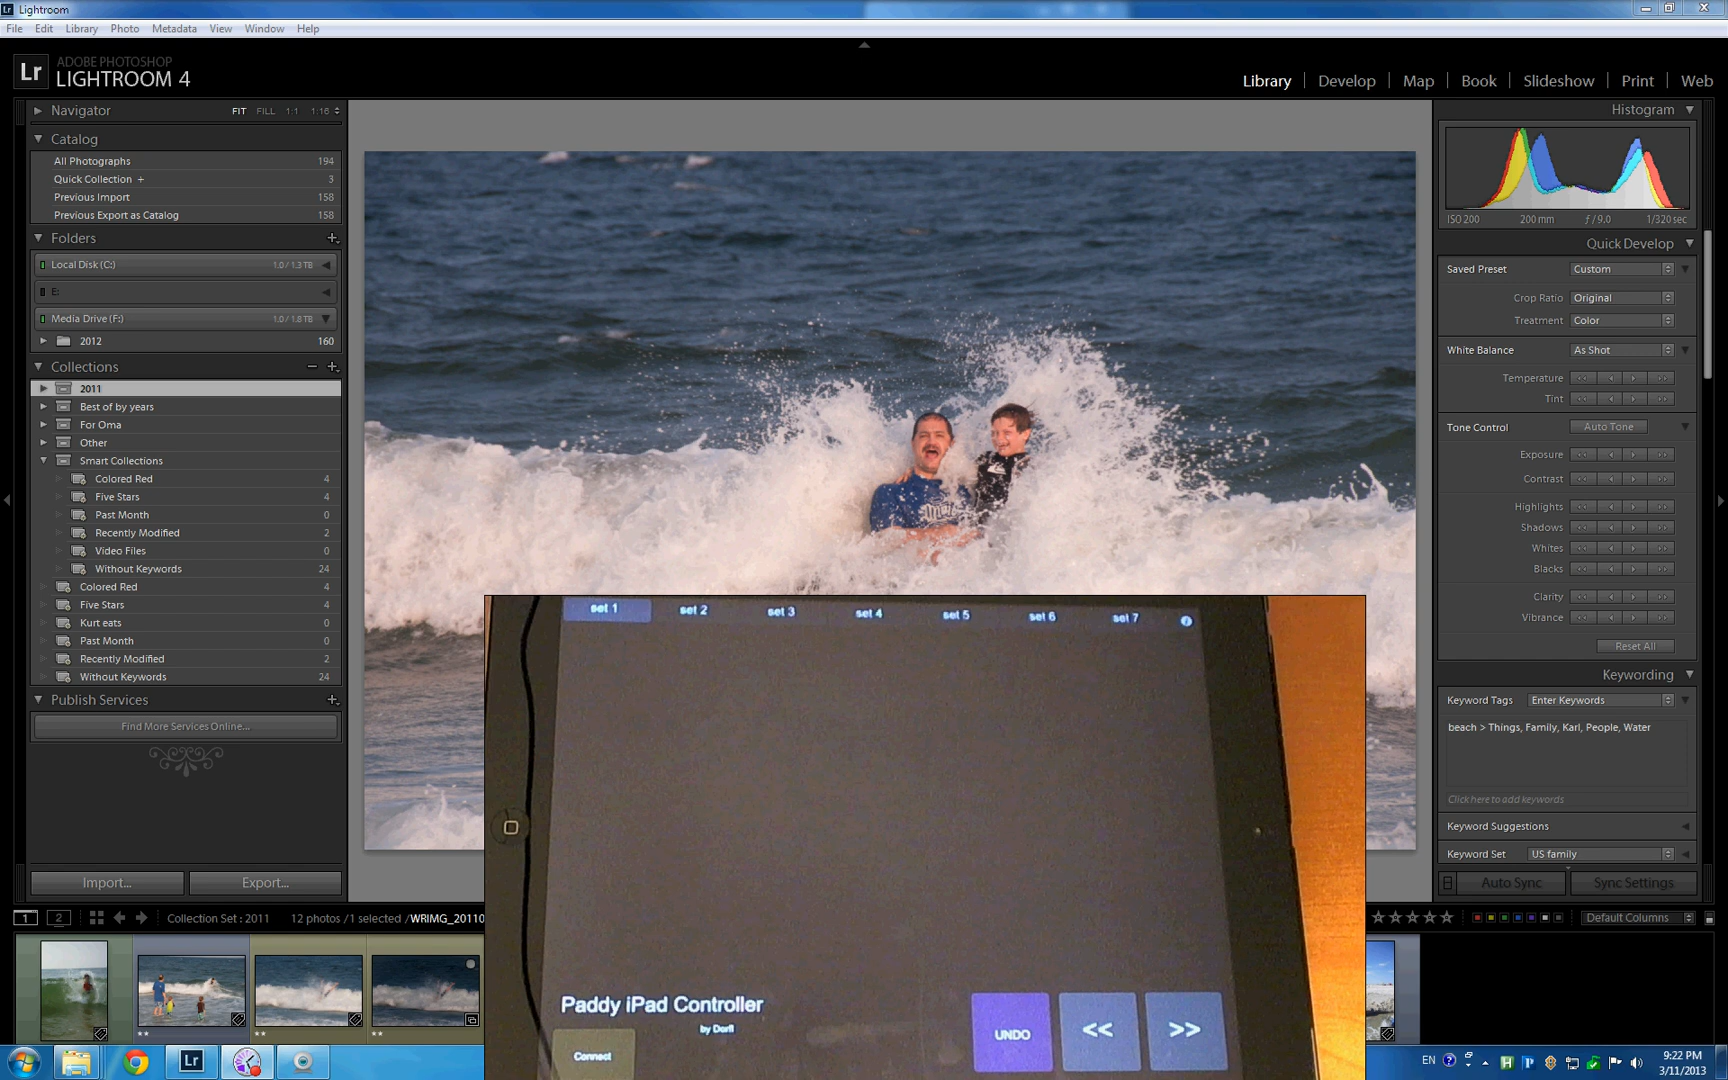 Lightroom
File Edit Library Photo Metadata View Window Help
Lr ADOBE PHOTOSHOP
LIGHTROOM 4
Library Develop Map Book Slideshow Print Web
Navigator FIT FILL 1:1 1:16
Catalog
All Photographs 194
Quick Collection + 3
Previous Import 158
Previous Export as Catalog 158
Folders
Local Disk (C:) 1.0 / 1.3 TB
E:
Media Drive (F:) 1.0 / 1.8 TB
2012 160
Collections
2011
Best of by years
For Oma
Other
Smart Collections
Colored Red 4
Five Stars 4
Past Month 0
Recently Modified 2
Video Files 0
Without Keywords 24
Colored Red 4
Five Stars 4
Kurt eats 0
Past Month 0
Recently Modified 2
Without Keywords 24
Publish Services
Find More Services Online...
Import... Export...
Histogram
ISO 200 200 mm ƒ / 9.0 1/320 sec
Quick Develop
Saved Preset Custom
Crop Ratio Original
Treatment Color
White Balance As Shot
Temperature
Tint
Tone Control Auto Tone
Exposure
Contrast
Highlights
Shadows
Whites
Blacks
Clarity
Vibrance
Reset All
Keywording
Keyword Tags Enter Keywords
beach > Things, Family, Karl, People, Water
Click here to add keywords
Keyword Suggestions
Keyword Set US family
Auto Sync Sync Settings
set 1 set 2 set 3 set 4 set 5 set 6 set 7
Paddy iPad Controller
by Dorfl
Connect
UNDO << >>
1 2 Collection Set : 2011 12 photos / 1 selected / WRIMG_20110
Default Columns
Lr
EN
9:22 PM
3/11/2013